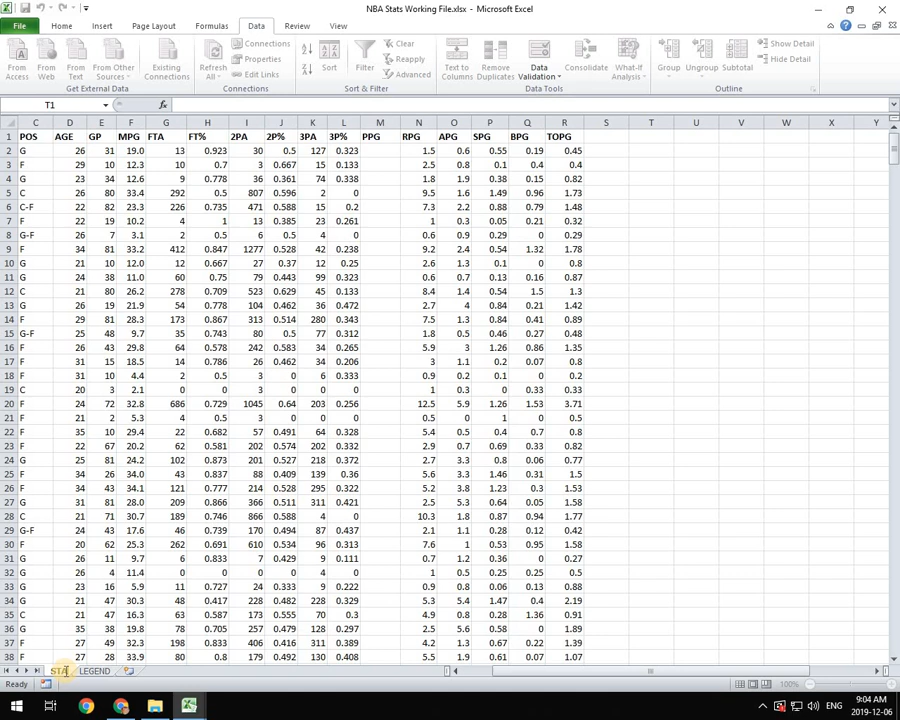 NBA Stats Working File.xlsx - Microsoft Excel
File Home Insert Page Layout Formulas Data Review View
From Access From Web From Text From Other Sources Existing Connections Refresh All Connections Properties Edit Links Sort Filter Clear Reapply Advanced Text to Columns Remove Duplicates Data Validation Consolidate What-If Analysis Group Ungroup Subtotal Show Detail Hide Detail
Get External Data Connections Sort & Filter Data Tools Outline
T1 fx
C D E F G H I J K L M N O P Q R S T U V W X Y
1 POS AGE GP MPG FTA FT% 2PA 2P% 3PA 3P% PPG RPG APG SPG BPG TOPG
2 G 26 31 19.0 13 0.923 30 0.5 127 0.323 1.5 0.6 0.55 0.19 0.45
3 F 29 10 12.3 10 0.7 3 0.667 15 0.133 2.5 0.8 0.1 0.4 0.4
4 G 23 34 12.6 9 0.778 36 0.361 74 0.338 1.8 1.9 0.38 0.15 0.82
5 C 26 80 33.4 292 0.5 807 0.596 2 0 9.5 1.6 1.49 0.96 1.73
6 C-F 22 82 23.3 226 0.735 471 0.588 15 0.2 7.3 2.2 0.88 0.79 1.48
7 F 22 19 10.2 4 1 13 0.385 23 0.261 1 0.3 0.05 0.21 0.32
8 G-F 26 7 3.1 2 0.5 6 0.5 4 0 0.6 0.9 0.29 0 0.29
9 F 34 81 33.2 412 0.847 1277 0.528 42 0.238 9.2 2.4 0.54 1.32 1.78
10 G 21 10 12.0 12 0.667 27 0.37 12 0.25 2.6 1.3 0.1 0 0.8
11 G 24 38 11.0 60 0.75 79 0.443 99 0.323 0.6 0.7 0.13 0.16 0.87
12 C 21 80 26.2 278 0.709 523 0.629 45 0.133 8.4 1.4 0.54 1.5 1.3
13 G 26 19 21.9 54 0.778 104 0.462 36 0.472 2.7 4 0.84 0.21 1.42
14 F 29 81 28.3 173 0.867 313 0.514 280 0.343 7.5 1.3 0.84 0.41 0.89
15 G-F 25 48 9.7 35 0.743 80 0.5 77 0.312 1.8 0.5 0.46 0.27 0.48
16 F 26 43 29.8 64 0.578 242 0.583 34 0.265 5.9 3 1.26 0.86 1.35
17 F 31 15 18.5 14 0.786 26 0.462 34 0.206 3 1.1 0.2 0.07 0.8
18 F 31 10 4.4 2 0.5 0 0 6 0.333 0.9 0.2 0.1 0 0.2
19 C 20 3 2.1 0 0 3 0 0 0 1 0.3 0 0.33 0.33
20 F 24 72 32.8 686 0.729 1045 0.64 203 0.256 12.5 5.9 1.26 1.53 3.71
21 F 21 2 5.3 4 0.5 3 0 0 0 0.5 0 1 0 0.5
22 F 35 10 29.4 22 0.682 57 0.491 64 0.328 5.4 0.5 0.4 0.7 0.8
23 F 22 67 20.2 62 0.581 202 0.574 202 0.332 2.9 0.7 0.69 0.33 0.82
24 G 25 81 24.2 102 0.873 201 0.527 218 0.372 2.7 3.3 0.8 0.06 0.77
25 F 34 26 34.0 43 0.837 88 0.409 139 0.36 5.6 3.3 1.46 0.31 1.5
26 F 34 43 34.1 121 0.777 214 0.528 295 0.322 5.2 3.8 1.23 0.3 1.53
27 G 31 81 28.0 209 0.866 366 0.511 311 0.421 2.5 5.3 0.64 0.05 1.58
28 C 21 71 30.7 189 0.746 866 0.588 4 0 10.3 1.8 0.87 0.94 1.77
29 G-F 24 43 17.6 46 0.739 170 0.494 87 0.437 2.1 1.1 0.28 0.12 0.42
30 F 20 62 25.3 262 0.691 610 0.534 96 0.313 7.6 1 0.53 0.95 1.58
31 G 26 11 9.7 6 0.833 7 0.429 9 0.111 0.7 1.2 0.36 0 0.27
32 G 26 4 11.4 0 0 0 0 4 0 1 0.5 0.25 0.25 0.5
33 G 23 16 5.9 11 0.727 24 0.333 9 0.222 0.9 0.8 0.06 0.13 0.88
34 G 21 47 30.3 48 0.417 228 0.482 228 0.329 5.3 5.4 1.47 0.4 2.19
35 C 21 47 16.3 63 0.587 173 0.555 70 0.3 4.9 0.8 0.28 1.36 0.91
36 G 35 38 19.8 78 0.705 257 0.479 128 0.297 2.5 5.6 0.58 0 1.89
37 F 27 49 32.3 198 0.833 406 0.416 311 0.389 4.2 1.3 0.67 0.22 1.39
38 F 27 28 33.9 80 0.8 179 0.492 130 0.408 5.5 1.9 0.61 0.07 1.07
LEGEND
Ready 100%
ENG 9:04 AM
2019-12-06